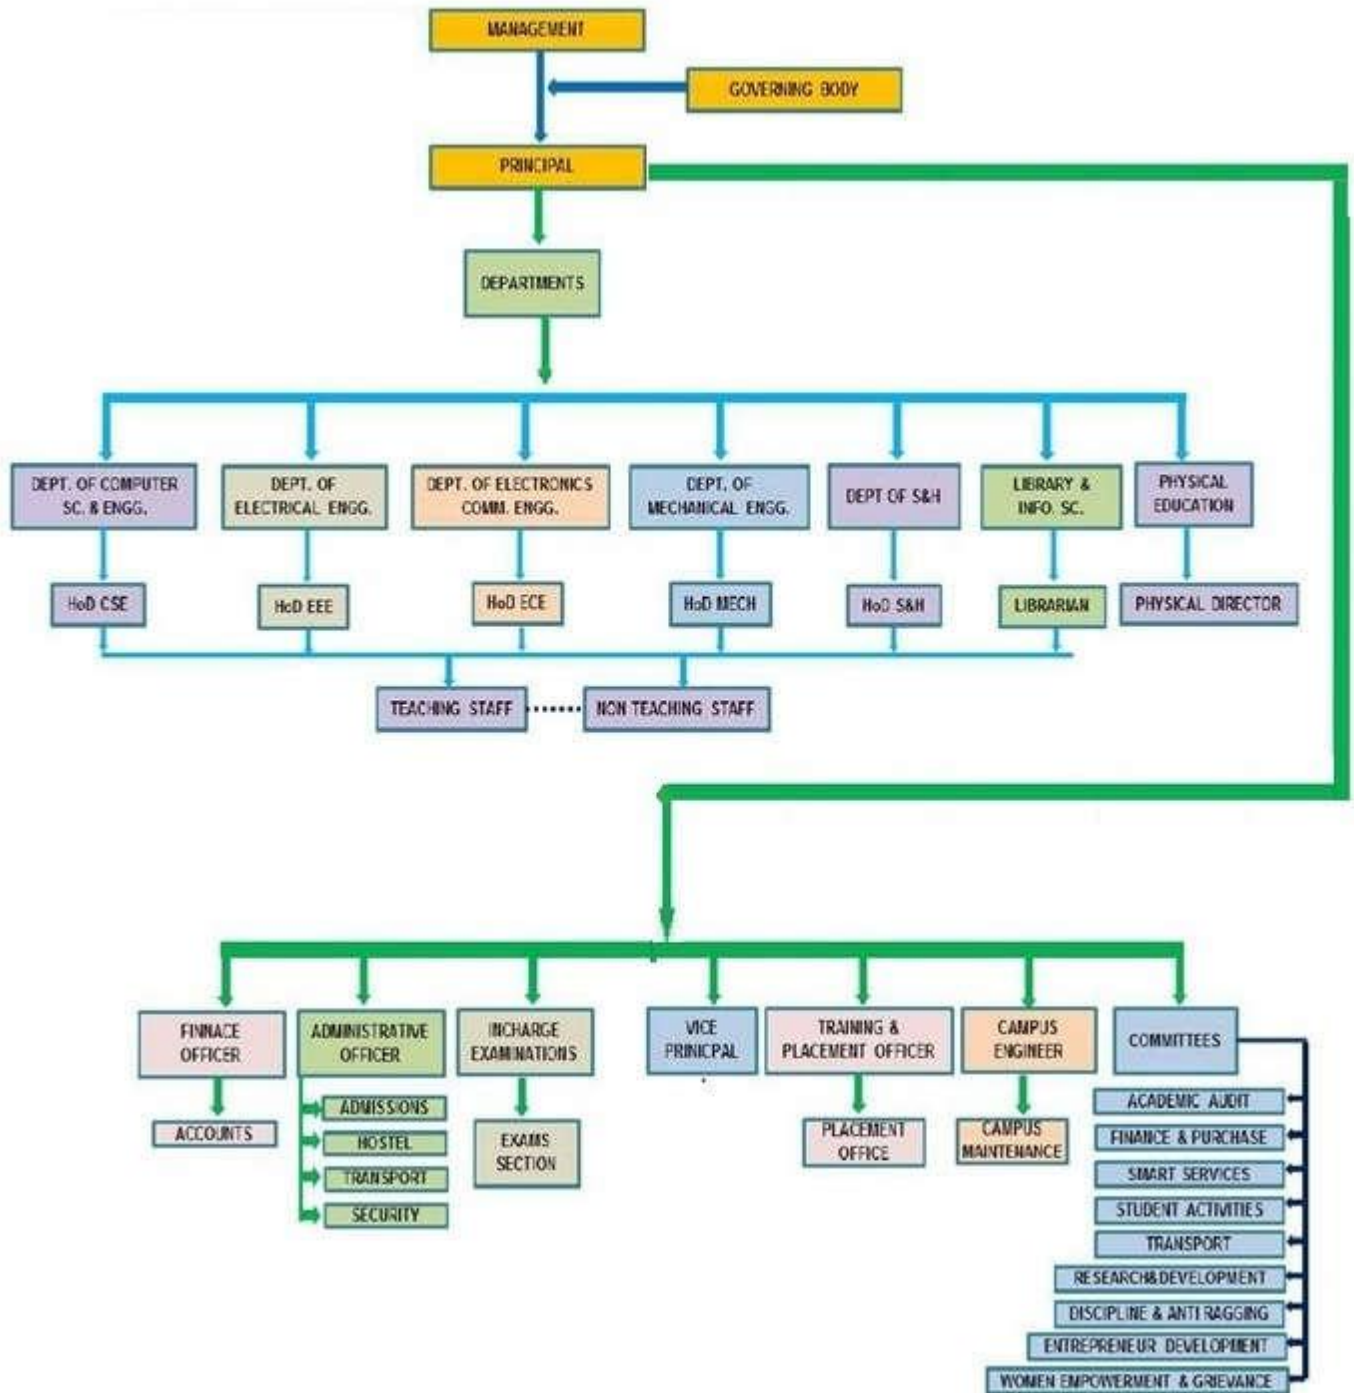 MANAGEMENT
GOVERNING BODY
PRINCIPAL
DEPARTMENTS
DEPT. OF COMPUTER
SC. & ENGG.
DEPT. OF
ELECTRICAL ENGG.
DEPT. OF ELECTRONICS
COMM. ENGG.
DEPT. OF
MECHANICAL ENGG.
DEPT OF S&H
LIBRARY &
INFO. SC.
PHYSICAL
EDUCATION
HoD CSE
HoD EEE
HoD ECE
HoD MECH
HoD S&H
LIBRARIAN
PHYSICAL DIRECTOR
TEACHING STAFF
NON TEACHING STAFF
FINNACE
OFFICER
ADMINISTRATIVE
OFFICER
INCHARGE
EXAMINATIONS
VICE
PRINICPAL
TRAINING &
PLACEMENT OFFICER
CAMPUS
ENGINEER
COMMITTEES
ACCOUNTS
ADMISSIONS
HOSTEL
TRANSPORT
SECURITY
EXAMS
SECTION
PLACEMENT
OFFICE
CAMPUS
MAINTENANCE
ACADEMIC AUDIT
FINANCE & PURCHASE
SMART SERVICES
STUDENT ACTIVITIES
TRANSPORT
RESEARCH&DEVELOPMENT
DISCIPLINE & ANTI RAGGING
ENTREPRENEUR DEVELOPMENT
WOMEN EMPOWERMENT & GRIEVANCE